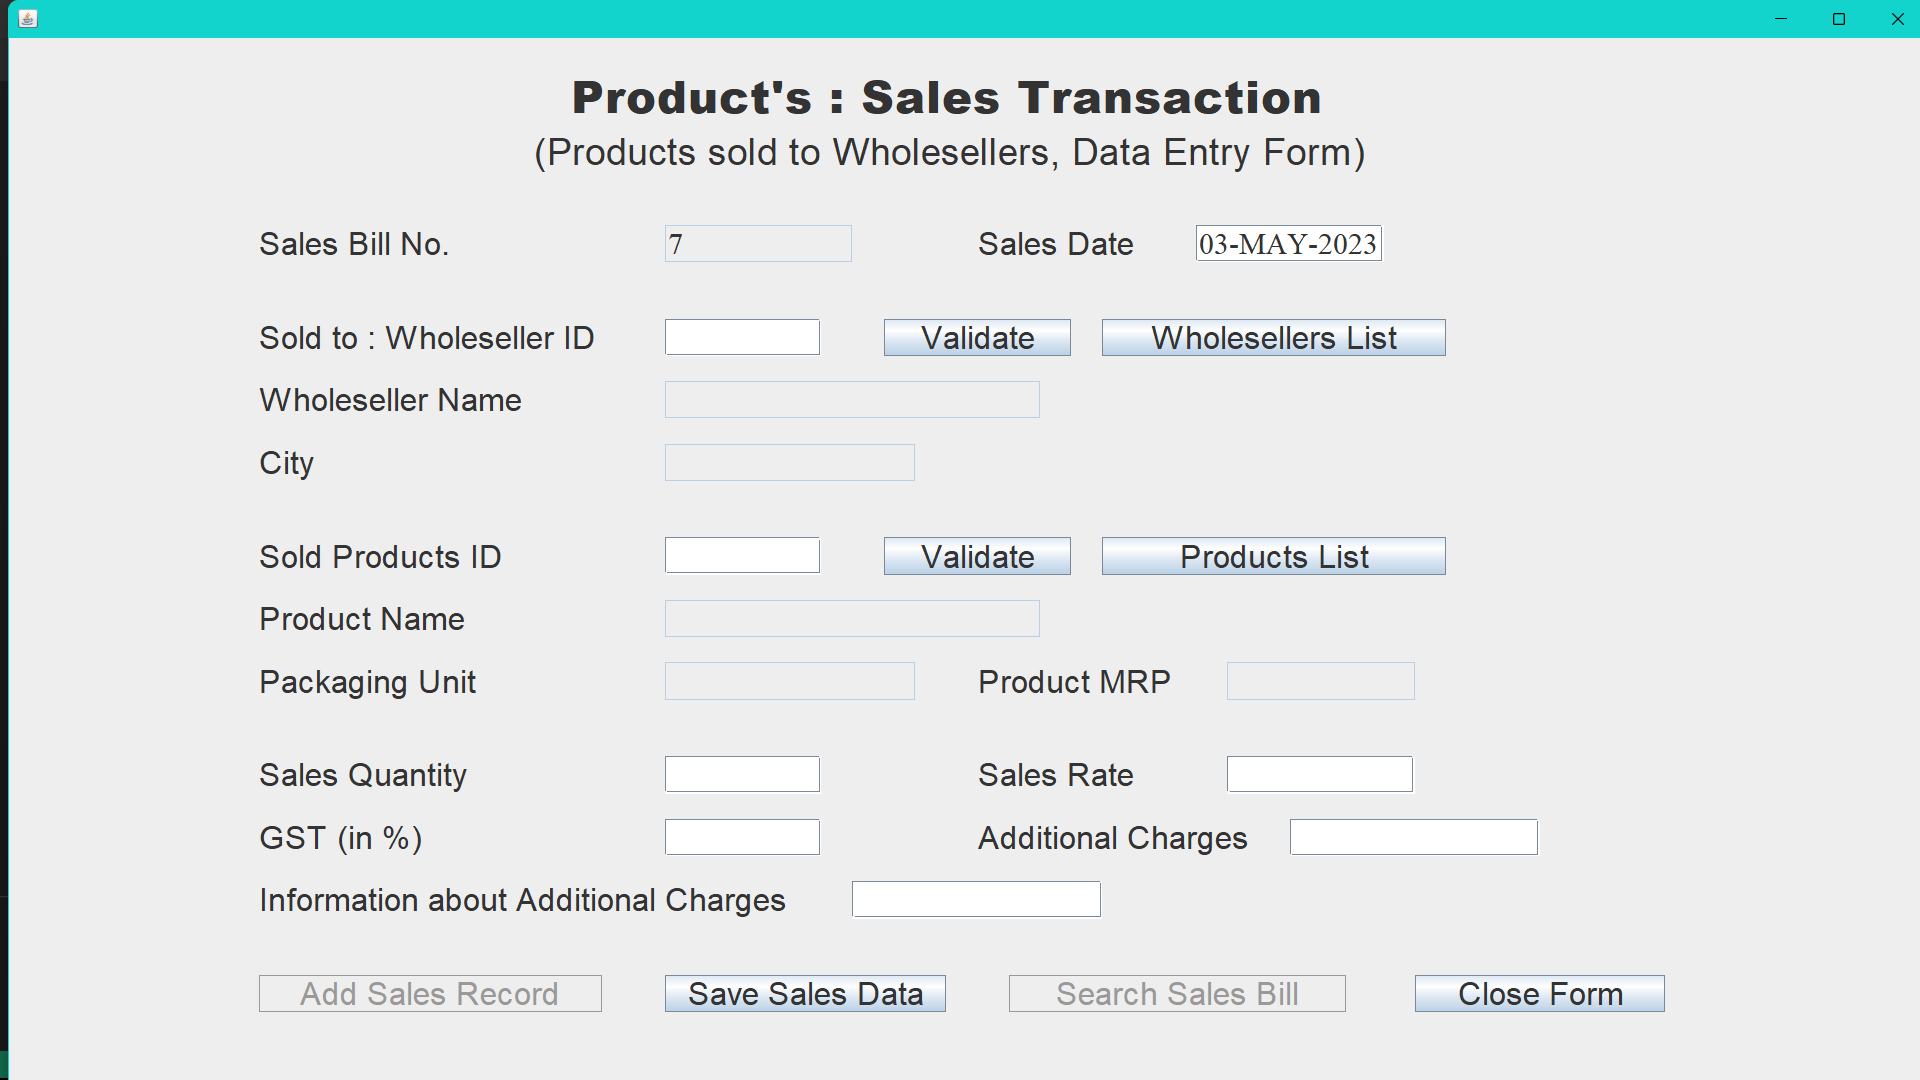 Product's : Sales Transaction
(Products sold to Wholesellers, Data Entry Form)
Sales Bill No. 7 Sales Date 03-MAY-2023
Sold to : Wholeseller ID Validate Wholesellers List
Wholeseller Name
City
Sold Products ID Validate Products List
Product Name
Packaging Unit Product MRP
Sales Quantity Sales Rate
GST (in %) Additional Charges
Information about Additional Charges
Add Sales Record Save Sales Data Search Sales Bill Close Form